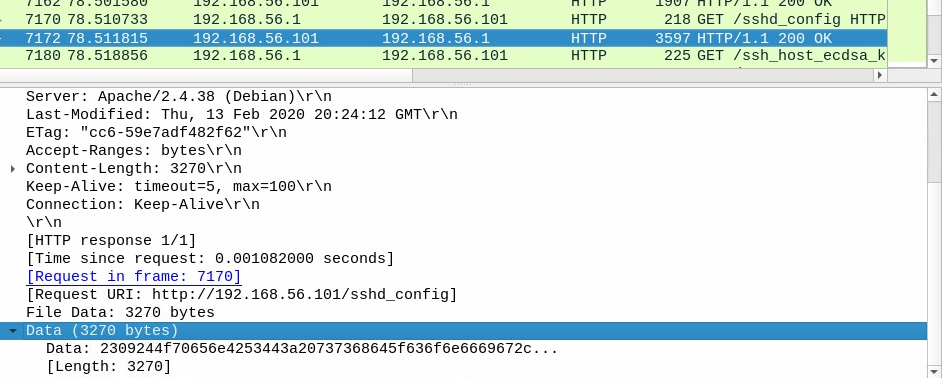 7162 78.501580 192.168.56.101 192.168.56.1 HTTP 1907 HTTP/1.1 200 OK
7170 78.510733 192.168.56.1 192.168.56.101 HTTP 218 GET /sshd_config HTTP
7172 78.511815 192.168.56.101 192.168.56.1 HTTP 3597 HTTP/1.1 200 OK
7180 78.518856 192.168.56.1 192.168.56.101 HTTP 225 GET /ssh_host_ecdsa_k
Server: Apache/2.4.38 (Debian)\r\n
Last-Modified: Thu, 13 Feb 2020 20:24:12 GMT\r\n
ETag: "cc6-59e7adf482f62"\r\n
Accept-Ranges: bytes\r\n
Content-Length: 3270\r\n
Keep-Alive: timeout=5, max=100\r\n
Connection: Keep-Alive\r\n
\r\n
[HTTP response 1/1]
[Time since request: 0.001082000 seconds]
[Request in frame: 7170]
[Request URI: http://192.168.56.101/sshd_config]
File Data: 3270 bytes
Data (3270 bytes)
Data: 2309244f70656e4253443a20737368645f636f6e6669672c...
[Length: 3270]